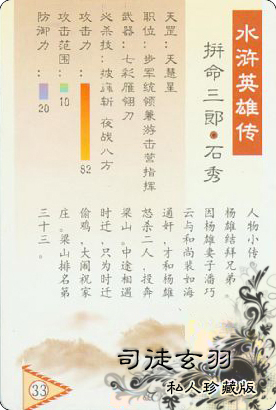 水浒英雄传
拚命三郎·石秀
天罡：天慧星
职位：步军统领兼游击营指挥
武器：七彩雁翎刀
必杀技： 夜战八方
攻击力：82
攻击范围：10
防御力：20
人物小传
杨雄结拜兄弟
因杨雄妻子潘巧
云与和尚裴如海
通奸，才和杨雄
怒杀二人，投奔
梁山。中途相遇
时迁，只为时迁
偷鸡，大闹祝家
庄。梁山排名第
三十三。
33
司徒玄羽
私人珍藏版